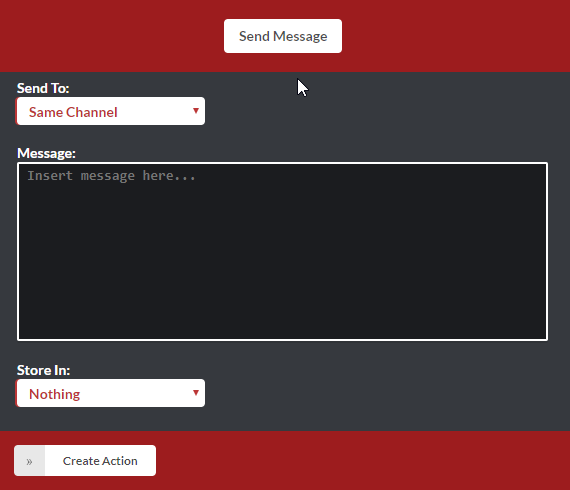 Send Message
Send To:
Same Channel
Message:
Insert message here...
Store In:
Nothing
» Create Action